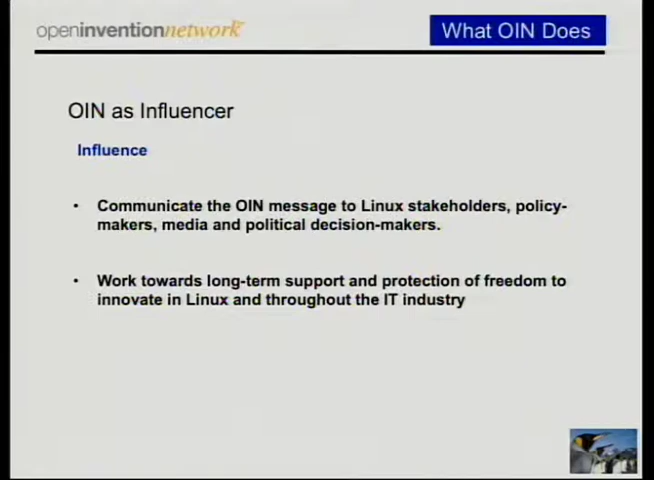 openinventionnetwork
What OIN Does
OIN as Influencer
Influence
• Communicate the OIN message to Linux stakeholders, policy-
makers, media and political decision-makers.
• Work towards long-term support and protection of freedom to
innovate in Linux and throughout the IT industry